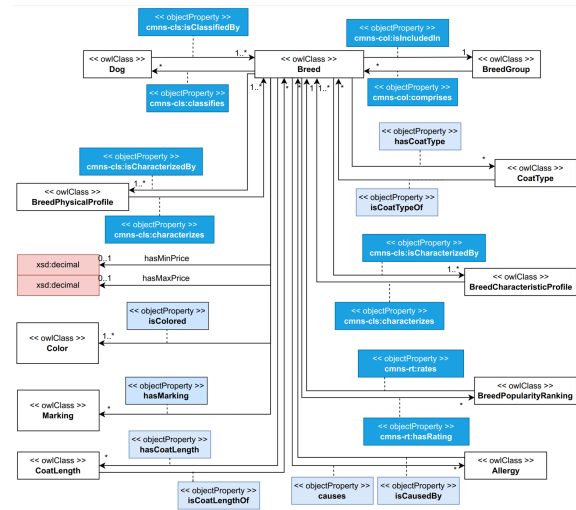 << objectProperty >>
cmns-cls:isClassifiedBy
<< objectProperty >>
cmns-col:isIncludedIn
1..*
1
<< owlClass >>
Dog
<< owlClass >>
Breed
<< owlClass >>
BreedGroup
*
*
<< objectProperty >>
cmns-cls:classifies
1..*
1..*
*
*
*
1
1..*
*
<< objectProperty >>
cmns-col:comprises
<< objectProperty >>
hasCoatType
<< objectProperty >>
cmns-cls:isCharacterizedBy
*
<< owlClass >>
CoatType
1..*
<< owlClass >>
BreedPhysicalProfile
<< objectProperty >>
isCoatTypeOf
<< objectProperty >>
cmns-cls:characterizes
<< objectProperty >>
cmns-cls:isCharacterizedBy
xsd:decimal
0..1
hasMinPrice
1..*
<< owlClass >>
BreedCharacteristicProfile
xsd:decimal
0..1
hasMaxPrice
<< objectProperty >>
isColored
<< objectProperty >>
cmns-cls:characterizes
1..*
<< owlClass >>
Color
<< objectProperty >>
cmns-rt:rates
<< objectProperty >>
hasMarking
<< owlClass >>
BreedPopularityRanking
*
<< owlClass >>
Marking
*
<< objectProperty >>
cmns-rt:hasRating
<< objectProperty >>
hasCoatLength
*
<< owlClass >>
CoatLength
*
<< owlClass >>
Allergy
<< objectProperty >>
isCoatLengthOf
<< objectProperty >>
causes
<< objectProperty >>
isCausedBy